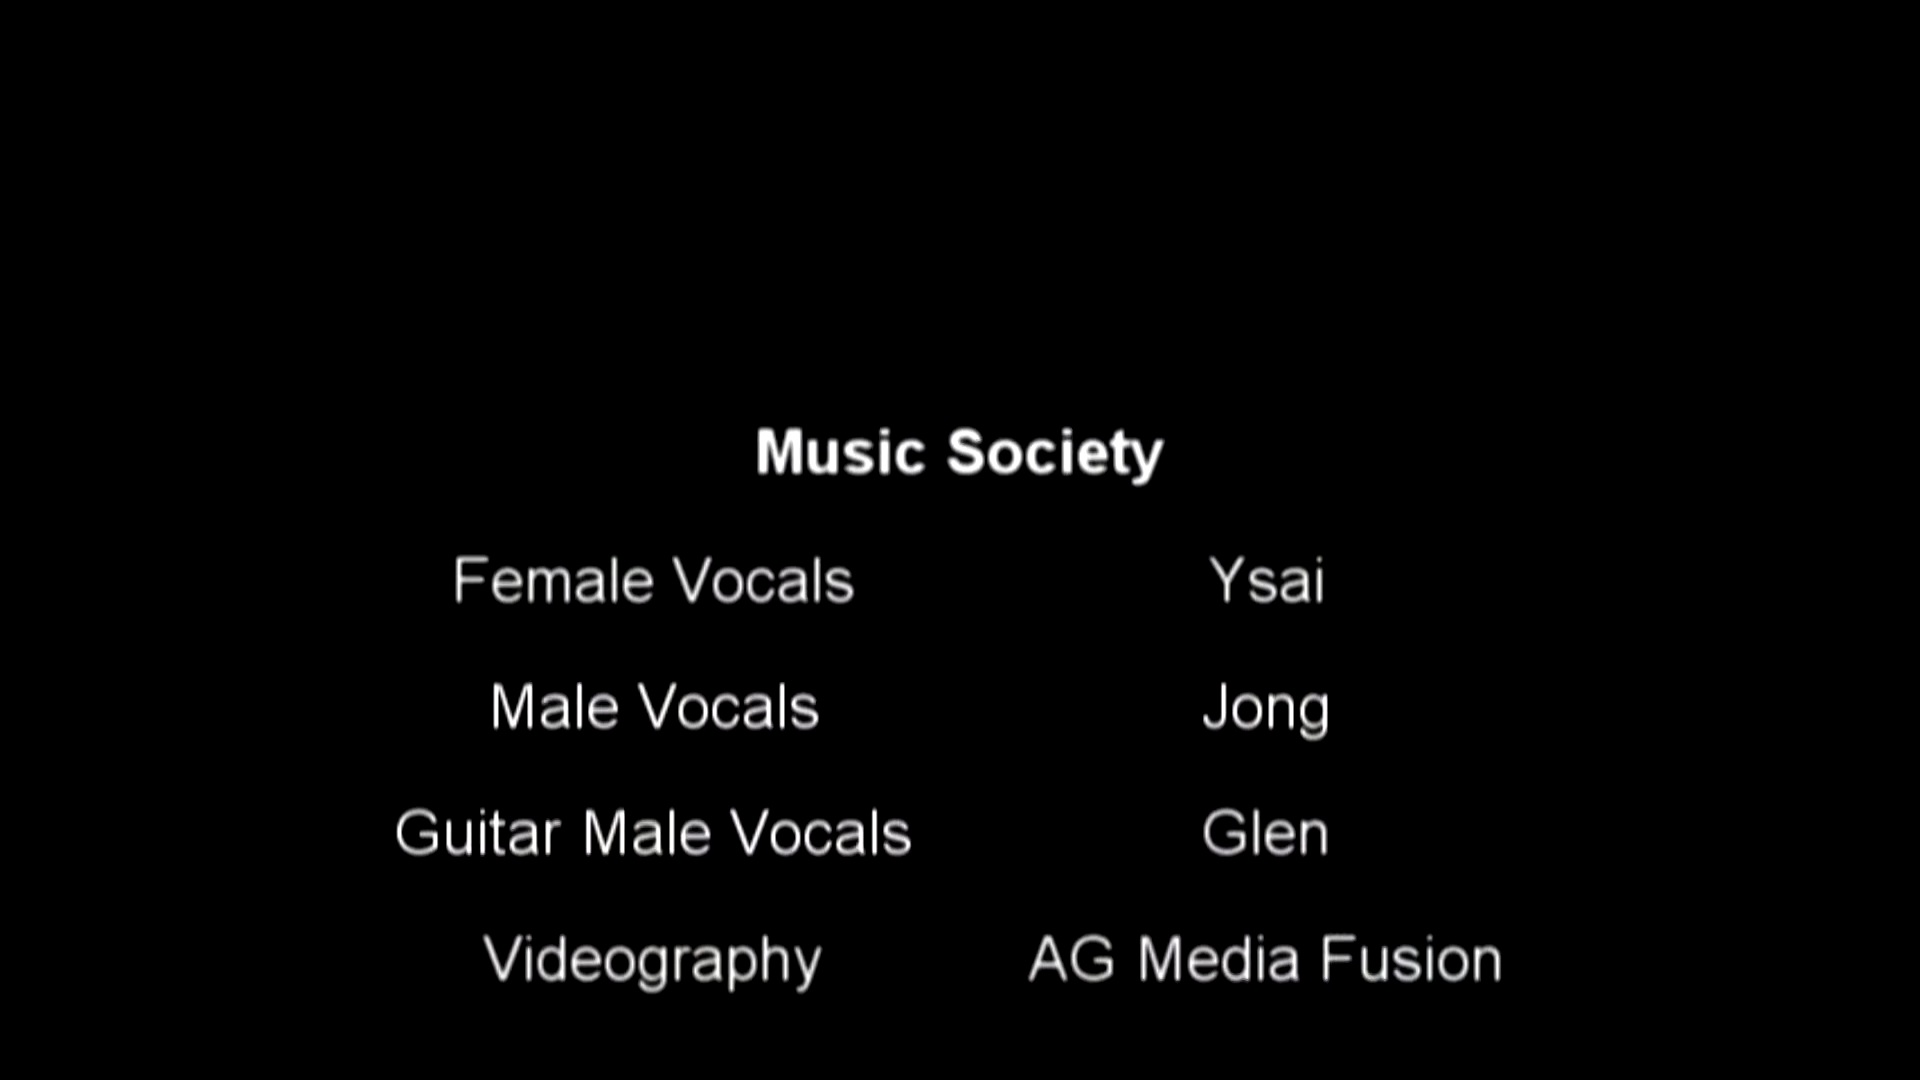 Music Society
Female Vocals Ysai
Male Vocals Jong
Guitar Male Vocals Glen
Videography AG Media Fusion